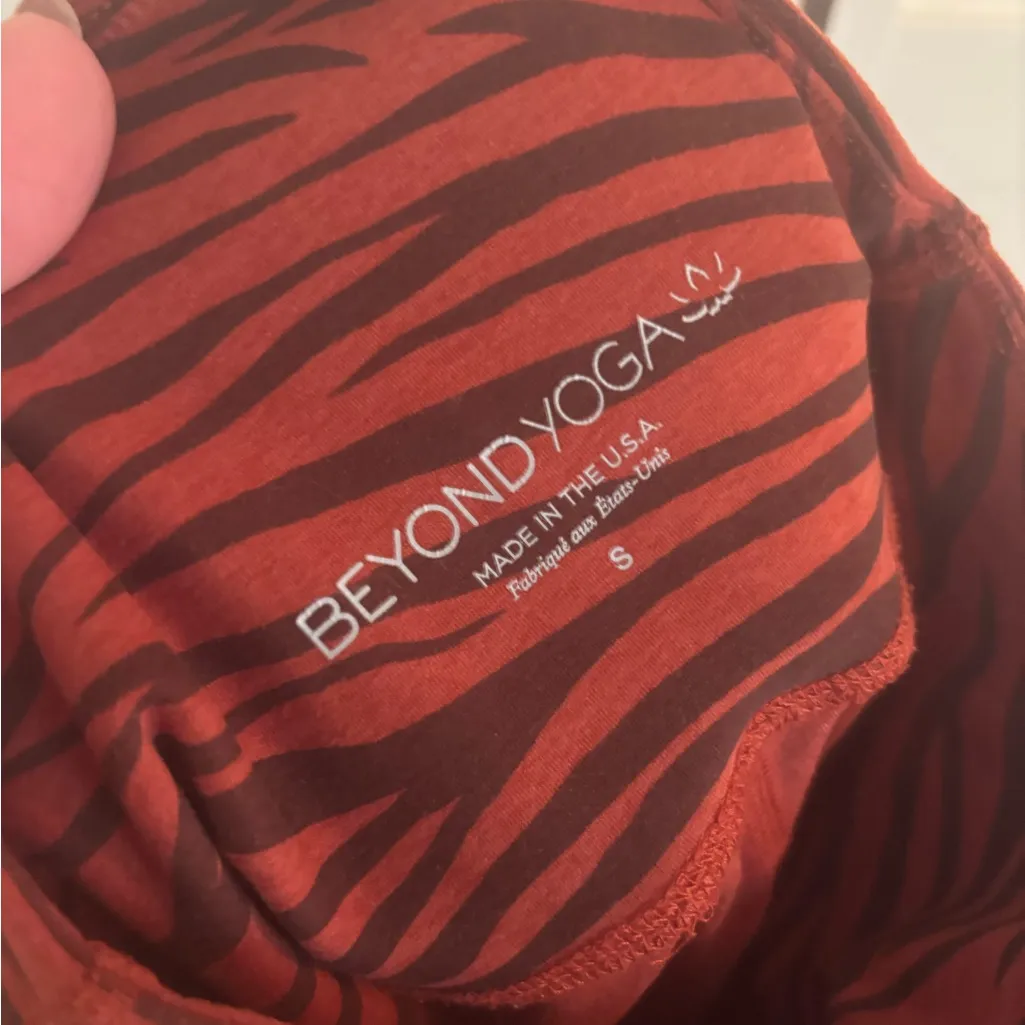 BEYOND YOGA
MADE IN THE U.S.A.
Fabriqué aux États-Unis
S